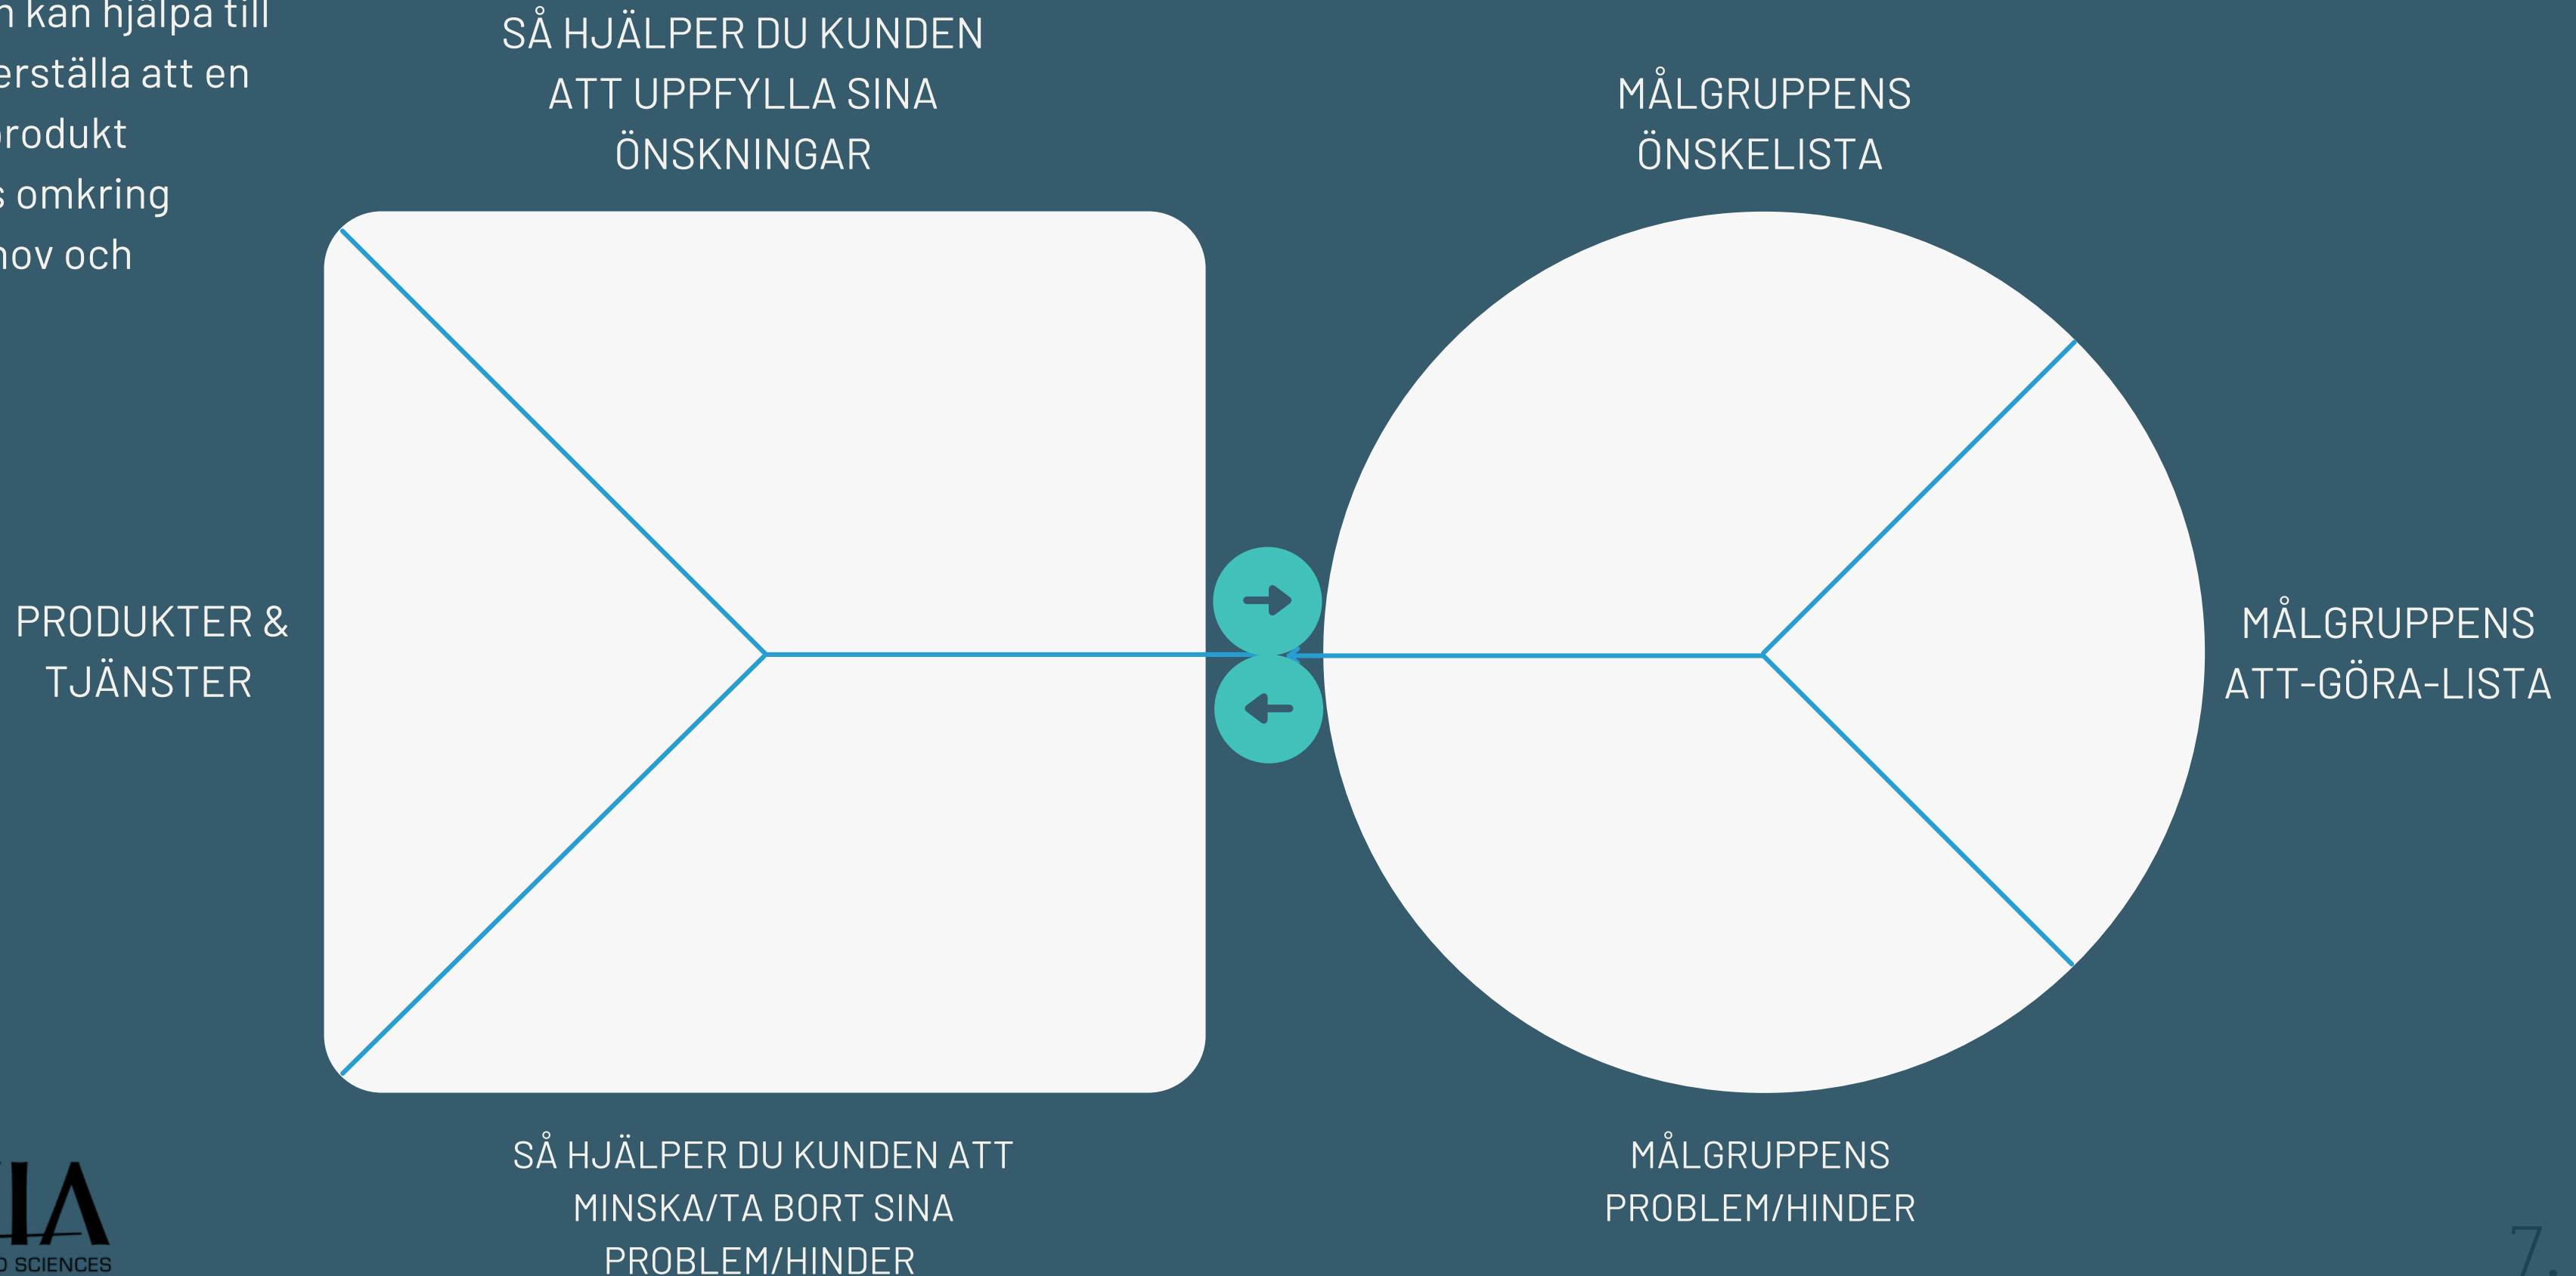 kan hjälpa till
att en
produkt
omkring
och
SÅ HJÄLPER DU KUNDEN
ATT UPPFYLLA SINA
ÖNSKNINGAR
MÅLGRUPPENS
ÖNSKELISTA
PRODUKTER &
TJÄNSTER
MÅLGRUPPENS
ATT-GÖRA-LISTA
SÅ HJÄLPER DU KUNDEN ATT
MINSKA/TA BORT SINA
PROBLEM/HINDER
MÅLGRUPPENS
PROBLEM/HINDER
SCIENCES
7.